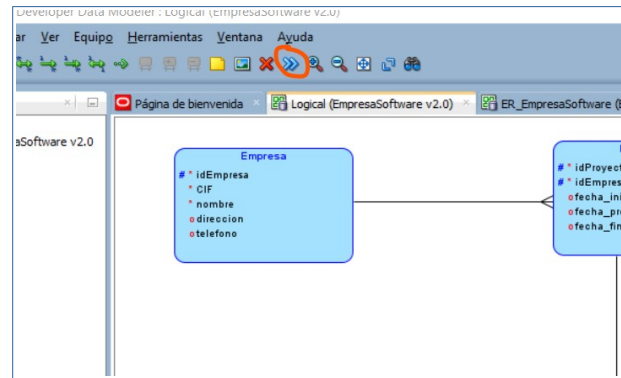 Developer Data Modeler : Logical (EmpresaSoftware v2.0)
ar Ver Equipo Herramientas Ventana Ayuda
Página de bienvenida Logical (EmpresaSoftware v2.0) ER_EmpresaSoftware (
aSoftware v2.0
Empresa
# * idEmpresa
* CIF
* nombre
o direccion
o telefono
# * idProyect
# * idEmpres
o fecha_ini
o fecha_pr
o fecha_fin